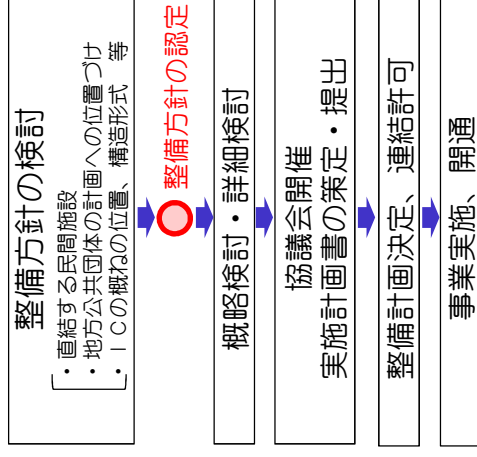 整備方針の検討
・直結する民間施設
・地方公共団体の計画への位置づけ
・ＩＣの概ねの位置、構造形式　等
整備方針の認定
概略検討・詳細検討
協議会開催
実施計画書の策定・提出
整備計画決定、連結許可
事業実施、開通